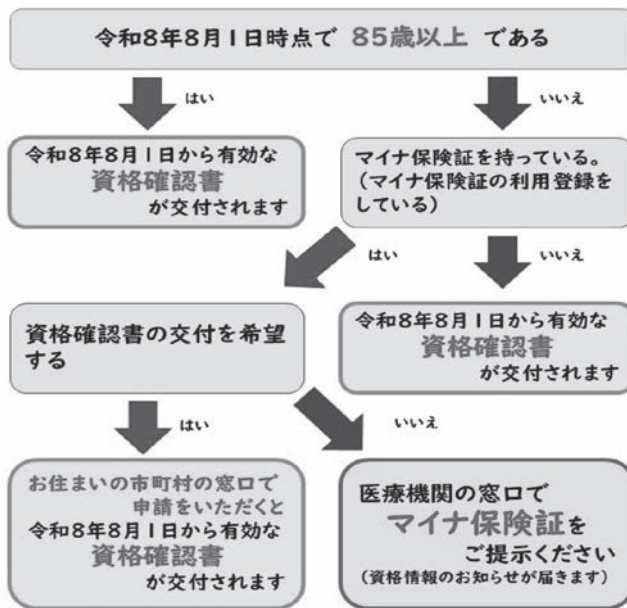 令和8年8月1日時点で 85歳以上 である
はい
いいえ
令和8年8月1日から有効な
資格確認書
が交付されます
マイナ保険証を持っている。
（マイナ保険証の利用登録を
している）
はい
いいえ
資格確認書の交付を希望
する
令和8年8月1日から有効な
資格確認書
が交付されます
はい
いいえ
お住まいの市町村の窓口で
申請をいただくと
令和8年8月1日から有効な
資格確認書
が交付されます
医療機関の窓口で
マイナ保険証を
ご提示ください
（資格情報のお知らせが届きます）